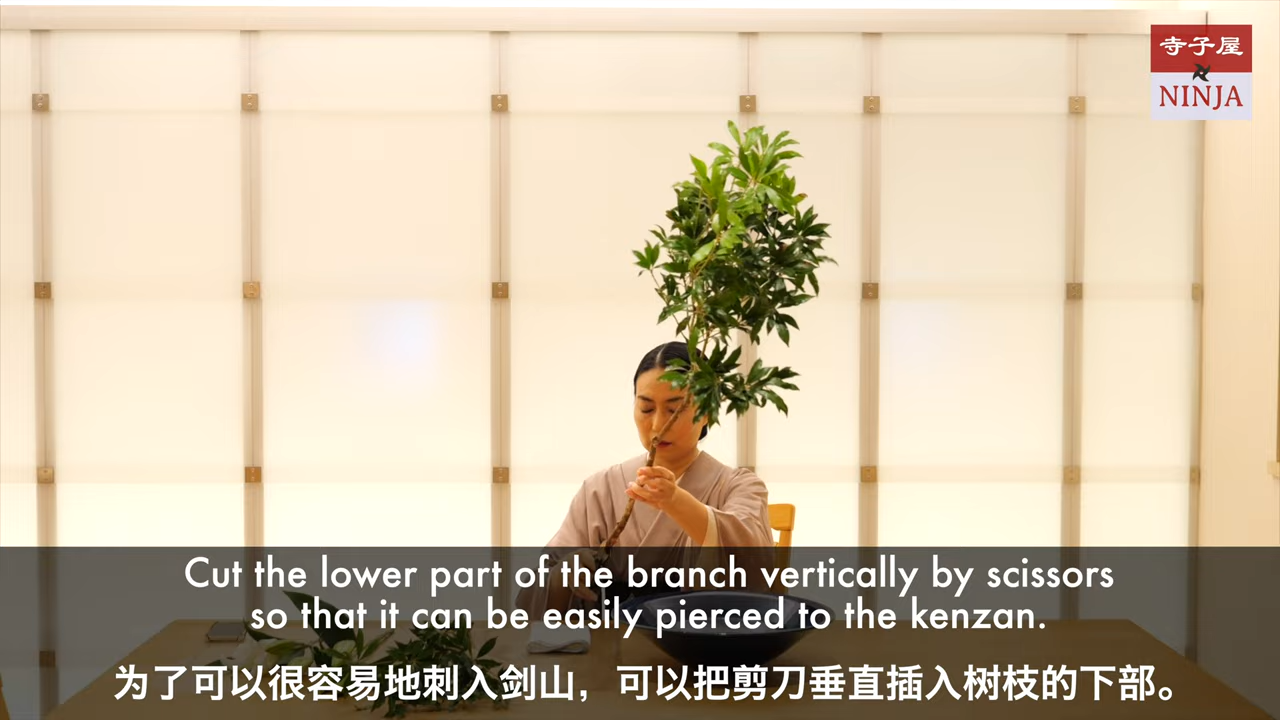 寺子屋
NINJA
Cut the lower part of the branch vertically by scissors
so that it can be easily pierced to the kenzan.
为了可以很容易地刺入剑山，可以把剪刀垂直插入树枝的下部。